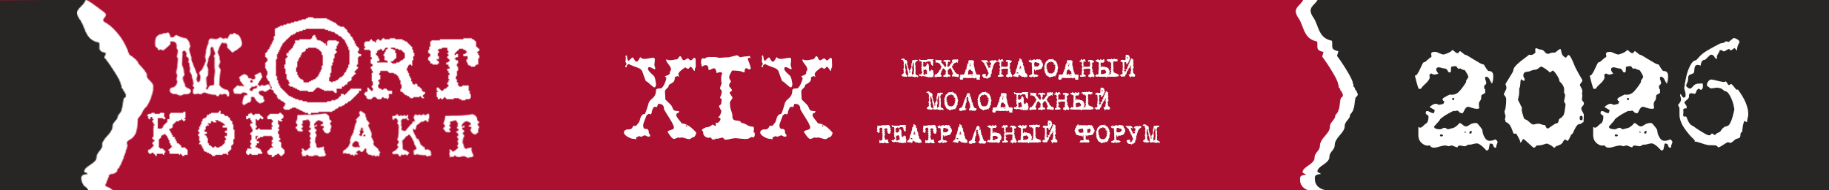 M.@RT
КОНТАКТ
XIX
МЕЖДУНАРОДНЫЙ
МОЛОДЕЖНЫЙ
ТЕАТРАЛЬНЫЙ ФОРУМ
2026